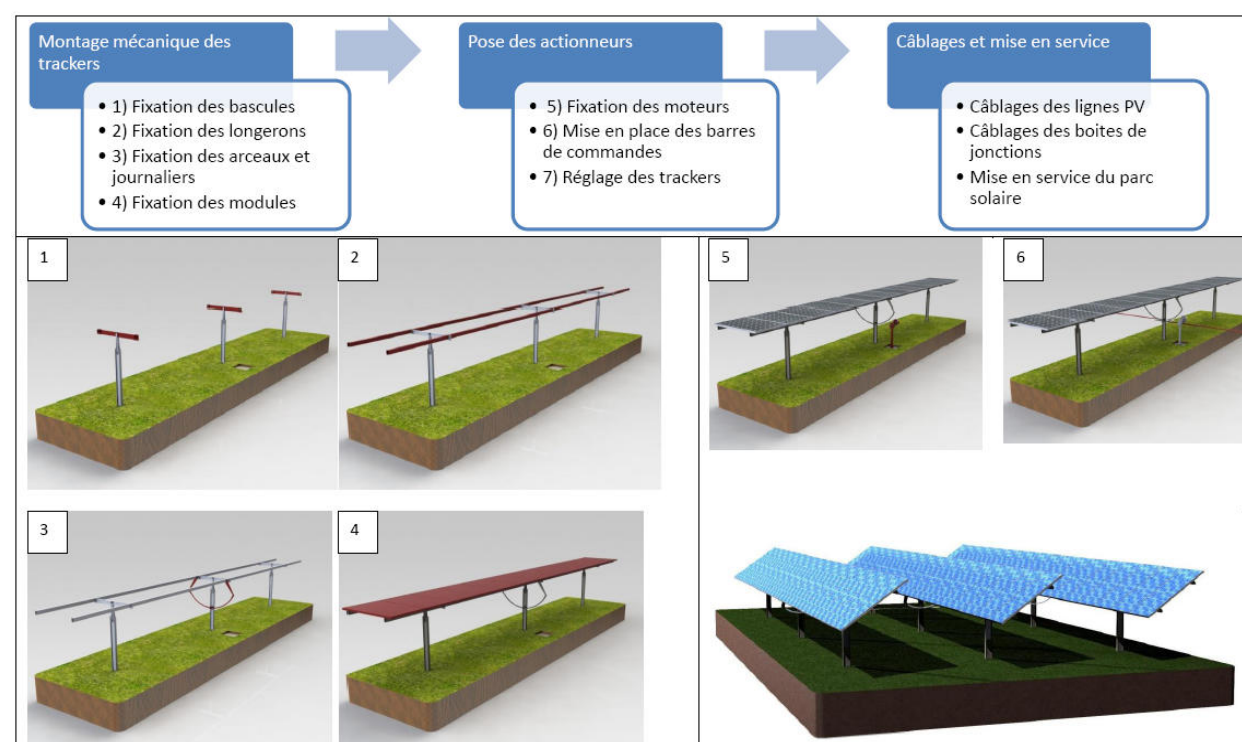 Montage mécanique des
trackers
• 1) Fixation des bascules
• 2) Fixation des longerons
• 3) Fixation des arceaux et
journaliers
• 4) Fixation des modules
Pose des actionneurs
• 5) Fixation des moteurs
• 6) Mise en place des barres
de commandes
• 7) Réglage des trackers
Câblages et mise en service
• Câblages des lignes PV
• Câblages des boites de
jonctions
• Mise en service du parc
solaire
1
2
5
6
3
4